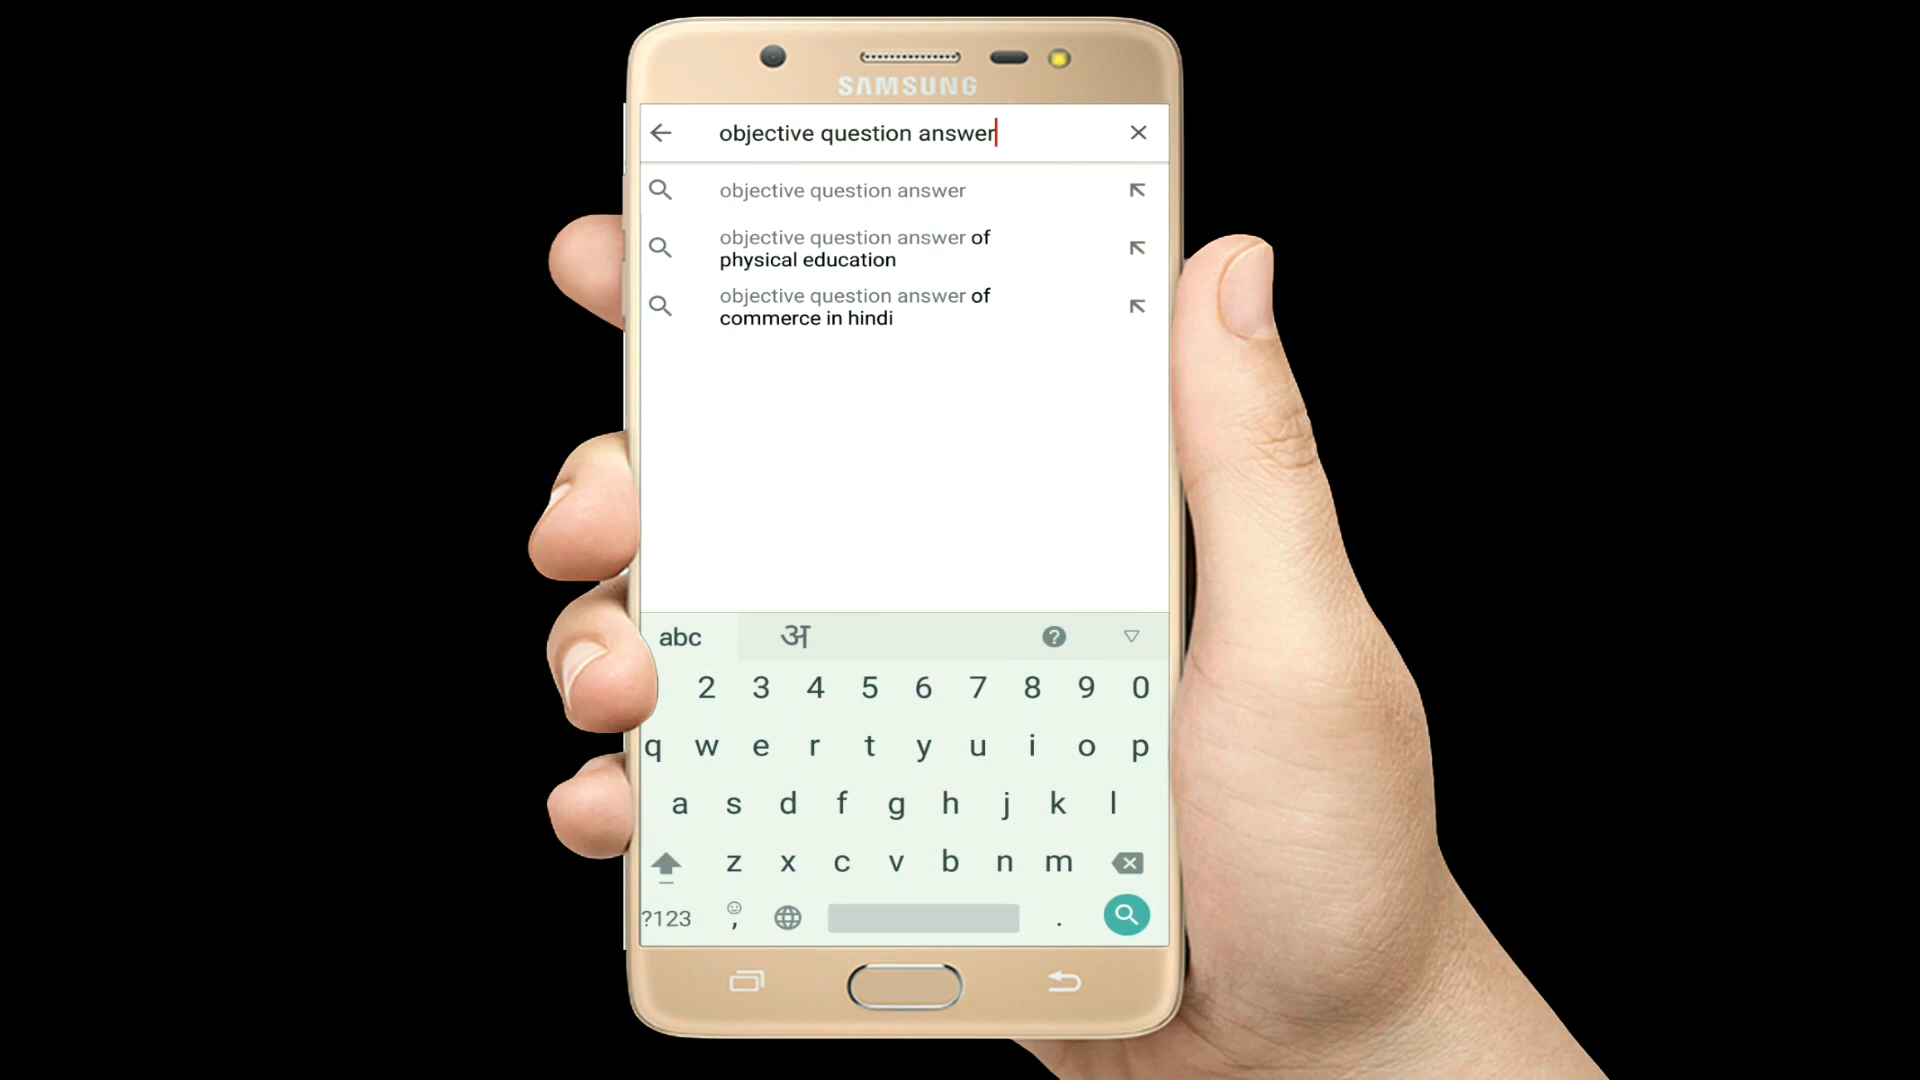 SAMSUNG
objective question answer
objective question answer
objective question answer of
physical education
objective question answer of
commerce in hindi
abc अ ?
2 3 4 5 6 7 8 9 0
q w e r t y u i o p
a s d f g h j k l
z x c v b n m
?123 , .